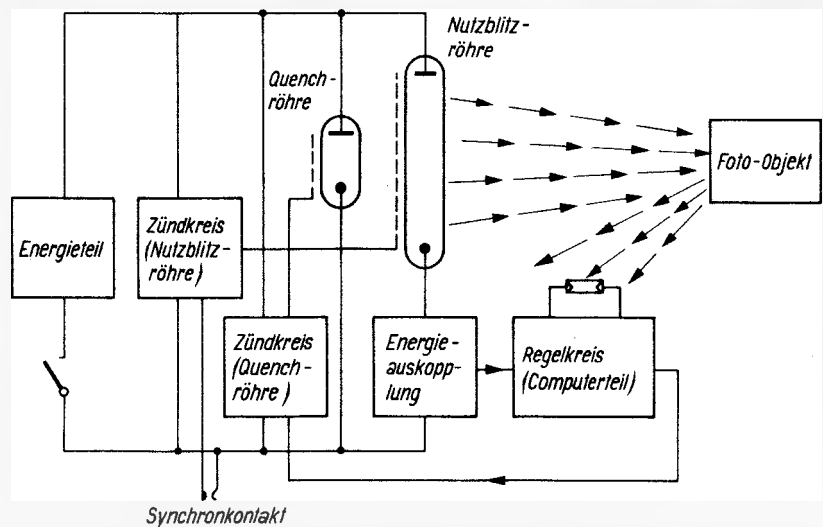 Nutzblitz-
röhre
Quench-
röhre
Foto-Objekt
Energieteil
Zündkreis
(Nutzblitz-
röhre)
Zündkreis
(Quench-
röhre)
Energie-
auskopp-
lung
Regelkreis
(Computerteil)
Synchronkontakt